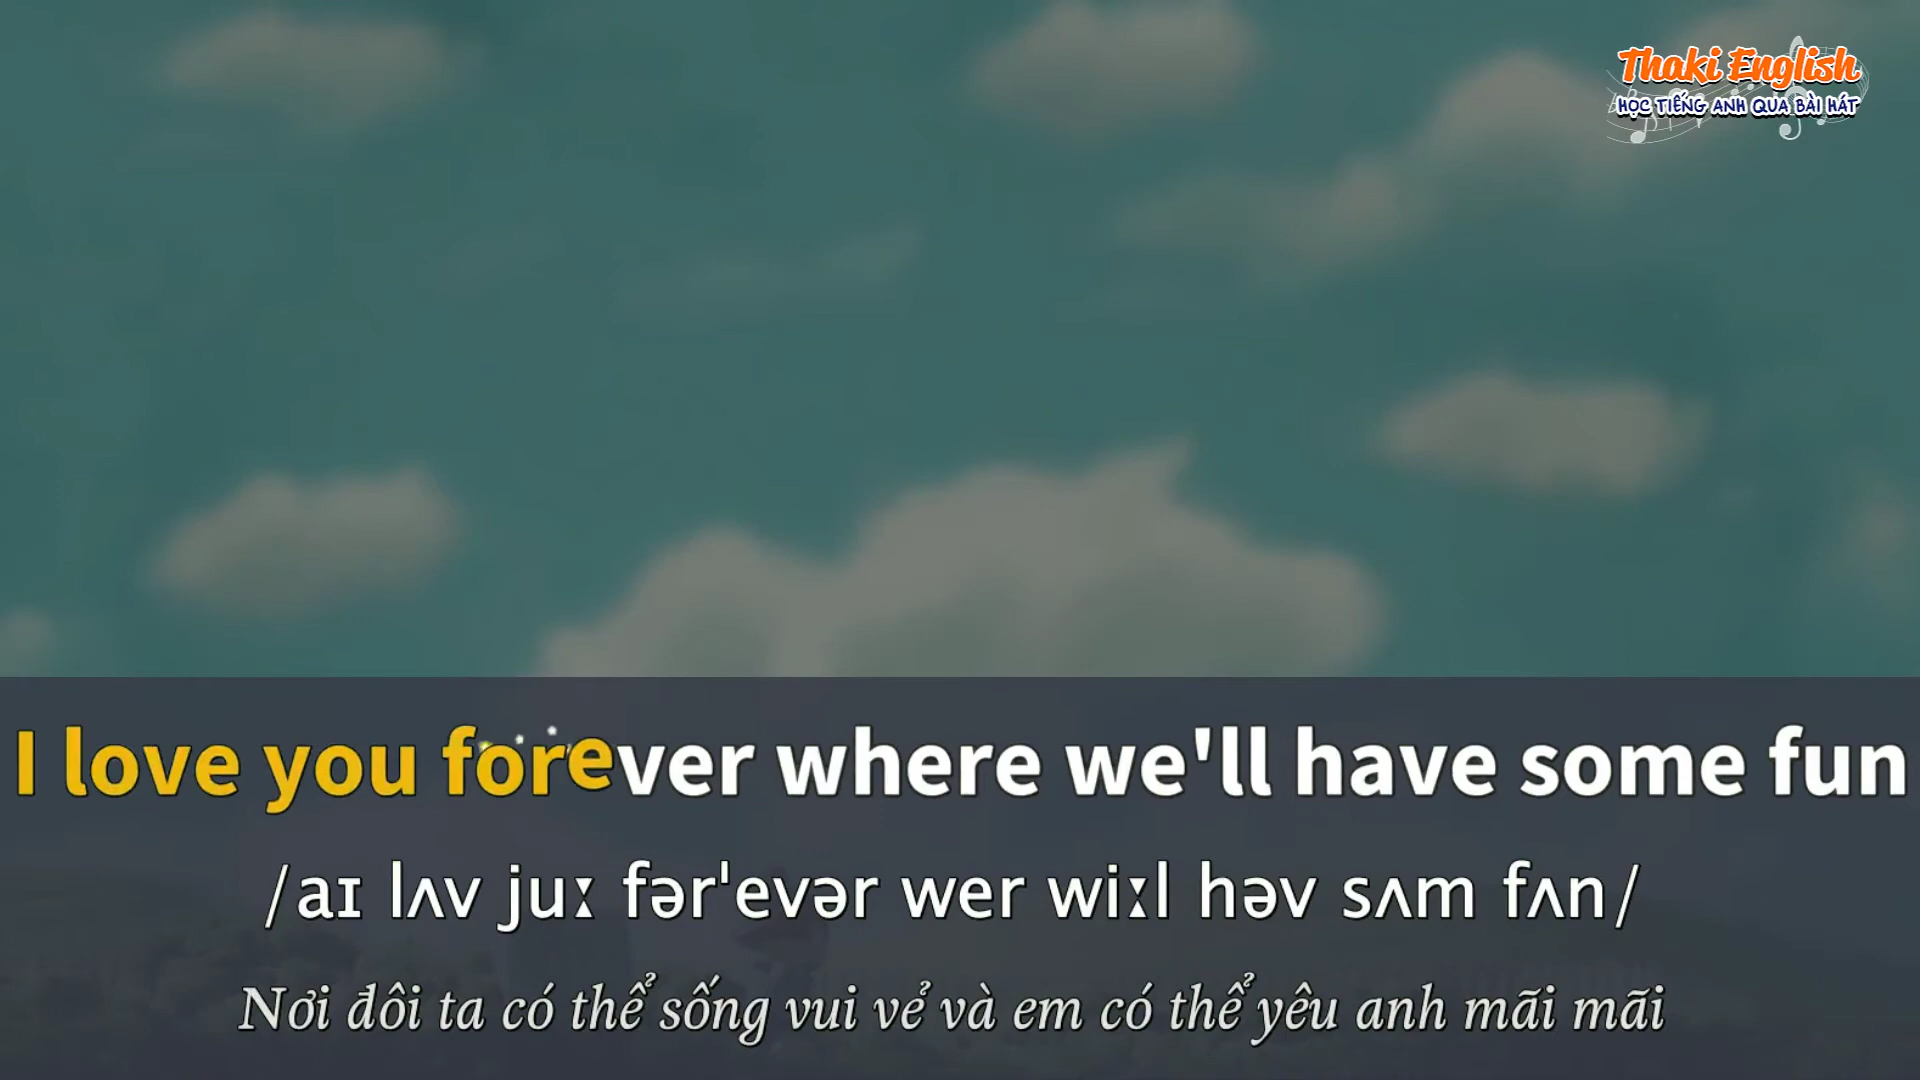 Thaki English
HỌC TIẾNG ANH QUA BÀI HÁT
I love you forever where we'll have some fun
/aɪ lʌv juː fərˈevər wer wiːl həv sʌm fʌn/
Nơi đôi ta có thể sống vui vẻ và em có thể yêu anh mãi mãi